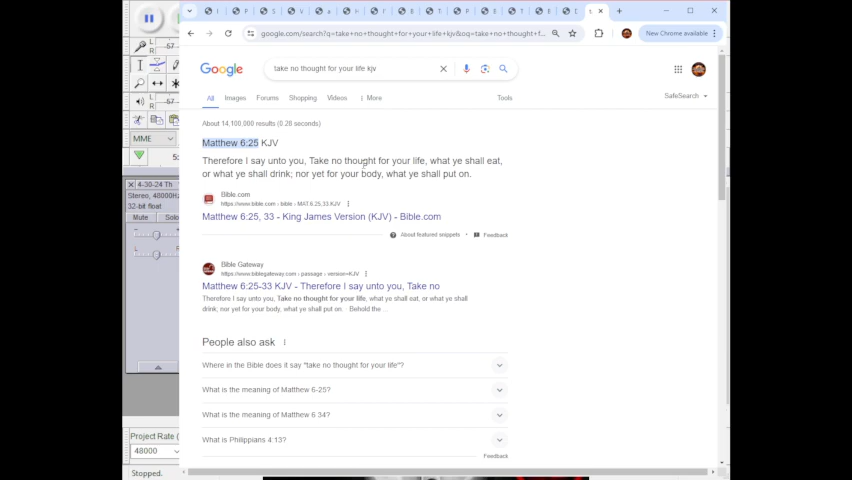 google.com/search?q=take+no+thought+for+your+life+kjv&oq=take+no+thought+f...
New Chrome available
Google
take no thought for your life kjv
All Images Forums Shopping Videos More Tools
SafeSearch
About 14,100,000 results (0.28 seconds)
Matthew 6:25 KJV
Therefore I say unto you, Take no thought for your life, what ye shall eat,
or what ye shall drink; nor yet for your body, what ye shall put on.
Bible.com
https://www.bible.com › bible › MAT.6.25,33.KJV
Matthew 6:25, 33 - King James Version (KJV) - Bible.com
About featured snippets • Feedback
Bible Gateway
https://www.biblegateway.com › passage › version=KJV
Matthew 6:25-33 KJV - Therefore I say unto you, Take no
Therefore I say unto you, Take no thought for your life, what ye shall eat, or what ye shall
drink; nor yet for your body, what ye shall put on. Behold the ...
People also ask
Where in the Bible does it say "take no thought for your life"?
What is the meaning of Matthew 6-25?
What is the meaning of Matthew 6 34?
What is Philippians 4:13?
Feedback
L
R
-57
L
R
-57
MME
5:
4-30-24 Th
Stereo, 48000H
32-bit float
Mute Solo
- +
L R
Project Rate (
48000
Stopped.